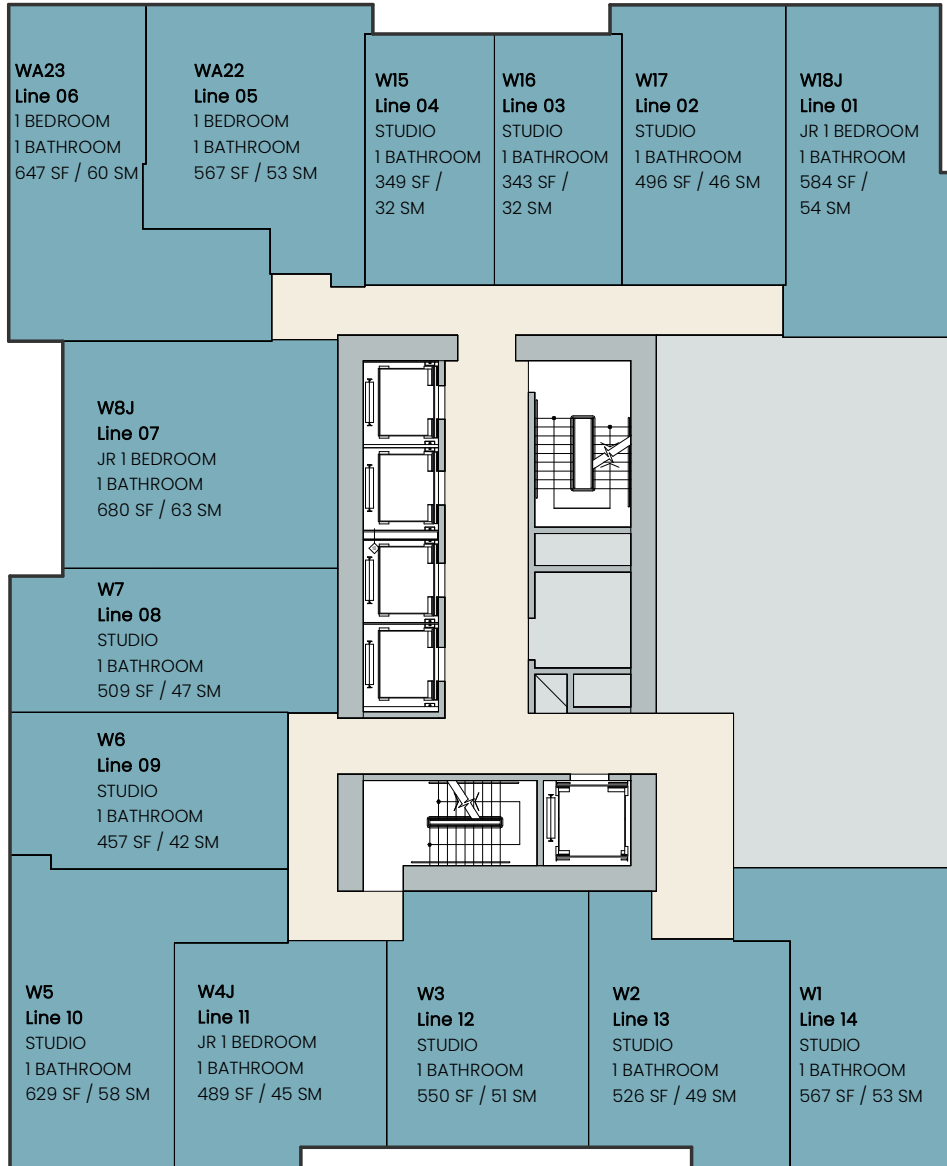 WA23
Line 06
1 BEDROOM
1 BATHROOM
647 SF / 60 SM
WA22
Line 05
1 BEDROOM
1 BATHROOM
567 SF / 53 SM
W15
Line 04
STUDIO
1 BATHROOM
349 SF /
32 SM
W16
Line 03
STUDIO
1 BATHROOM
343 SF /
32 SM
W17
Line 02
STUDIO
1 BATHROOM
496 SF / 46 SM
W18J
Line 01
JR 1 BEDROOM
1 BATHROOM
584 SF /
54 SM
W8J
Line 07
JR 1 BEDROOM
1 BATHROOM
680 SF / 63 SM
W7
Line 08
STUDIO
1 BATHROOM
509 SF / 47 SM
W6
Line 09
STUDIO
1 BATHROOM
457 SF / 42 SM
W5
Line 10
STUDIO
1 BATHROOM
629 SF / 58 SM
W4J
Line 11
JR 1 BEDROOM
1 BATHROOM
489 SF / 45 SM
W3
Line 12
STUDIO
1 BATHROOM
550 SF / 51 SM
W2
Line 13
STUDIO
1 BATHROOM
526 SF / 49 SM
W1
Line 14
STUDIO
1 BATHROOM
567 SF / 53 SM